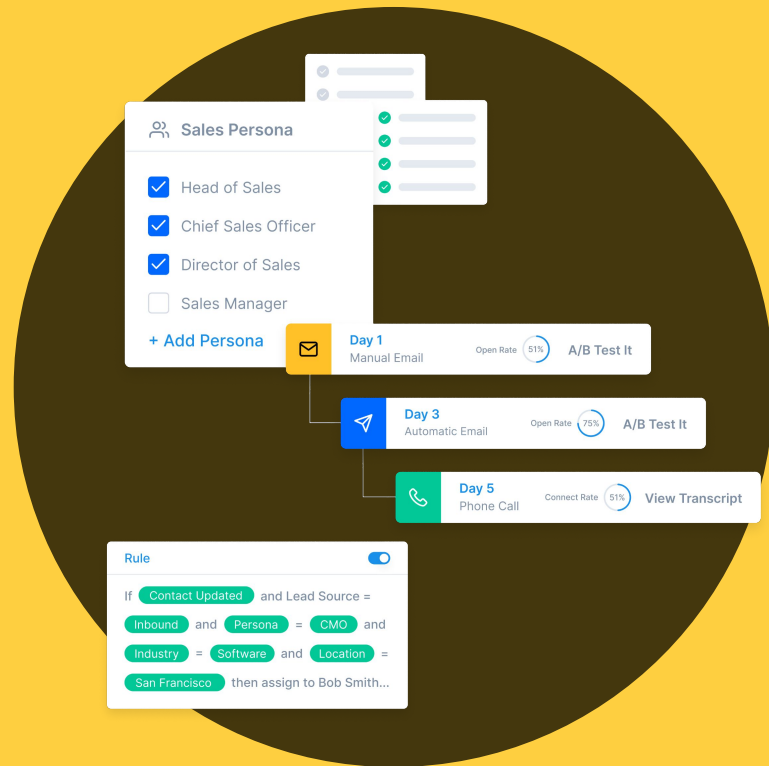 Sales Persona
Head of Sales
Chief Sales Officer
Director of Sales
Sales Manager
+ Add Persona
Day 1
Manual Email
Open Rate 51% A/B Test It
Day 3
Automatic Email
Open Rate 75% A/B Test It
Day 5
Phone Call
Connect Rate 51% View Transcript
Rule
If Contact Updated and Lead Source =
Inbound and Persona = CMO and
Industry = Software and Location =
San Francisco then assign to Bob Smith...